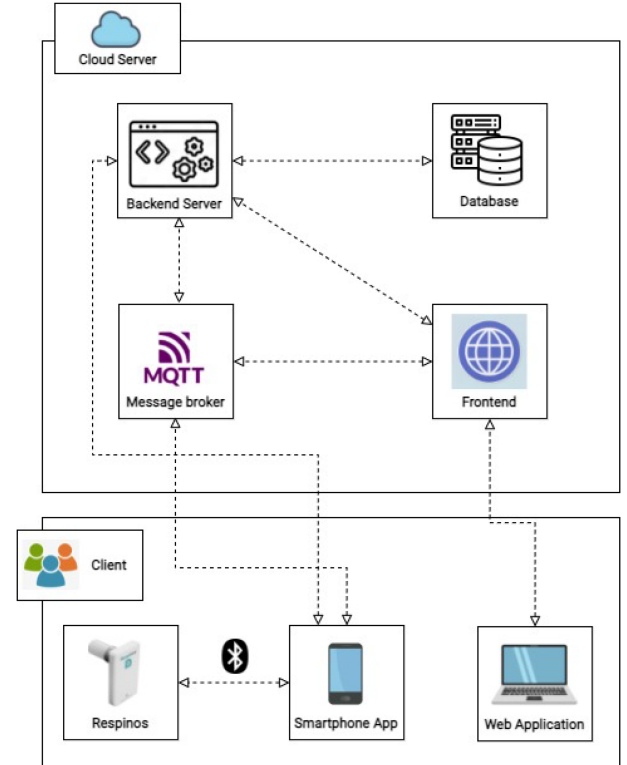 Cloud Server
Backend Server
Database
MQTT
Message broker
Frontend
Client
Respinos
Smartphone App
Web Application